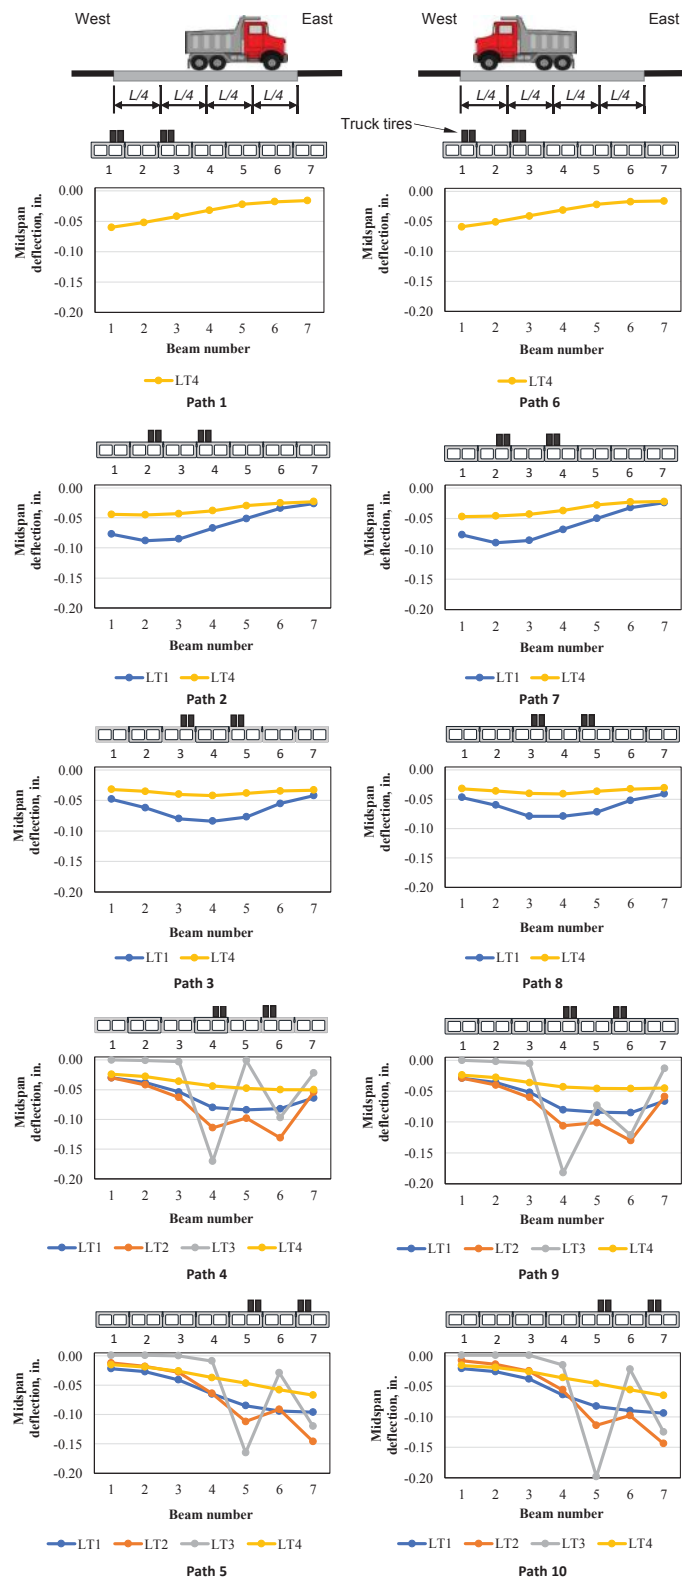 West East West East
L/4 L/4 L/4 L/4 L/4 L/4 L/4 L/4
Truck tires
1 2 3 4 5 6 7 1 2 3 4 5 6 7
Midspan deflection, in. Midspan deflection, in.
0.00 0.00
-0.05 -0.05
-0.10 -0.10
-0.15 -0.15
-0.20 -0.20
1 2 3 4 5 6 7 1 2 3 4 5 6 7
Beam number Beam number
LT4 LT4
Path 1 Path 6
1 2 3 4 5 6 7 1 2 3 4 5 6 7
Midspan deflection, in. Midspan deflection, in.
0.00 0.00
-0.05 -0.05
-0.10 -0.10
-0.15 -0.15
-0.20 -0.20
1 2 3 4 5 6 7 1 2 3 4 5 6 7
Beam number Beam number
LT1 LT4 LT1 LT4
Path 2 Path 7
1 2 3 4 5 6 7 1 2 3 4 5 6 7
Midspan deflection, in. Midspan deflection, in.
0.00 0.00
-0.05 -0.05
-0.10 -0.10
-0.15 -0.15
-0.20 -0.20
1 2 3 4 5 6 7 1 2 3 4 5 6 7
Beam number Beam number
LT1 LT4 LT1 LT4
Path 3 Path 8
1 2 3 4 5 6 7 1 2 3 4 5 6 7
Midspan deflection, in. Midspan deflection, in.
0.00 0.00
-0.05 -0.05
-0.10 -0.10
-0.15 -0.15
-0.20 -0.20
1 2 3 4 5 6 7 1 2 3 4 5 6 7
Beam number Beam number
LT1 LT2 LT3 LT4 LT1 LT2 LT3 LT4
Path 4 Path 9
1 2 3 4 5 6 7 1 2 3 4 5 6 7
Midspan deflection, in. Midspan deflection, in.
0.00 0.00
-0.05 -0.05
-0.10 -0.10
-0.15 -0.15
-0.20 -0.20
1 2 3 4 5 6 7 1 2 3 4 5 6 7
Beam number Beam number
LT1 LT2 LT3 LT4 LT1 LT2 LT3 LT4
Path 5 Path 10